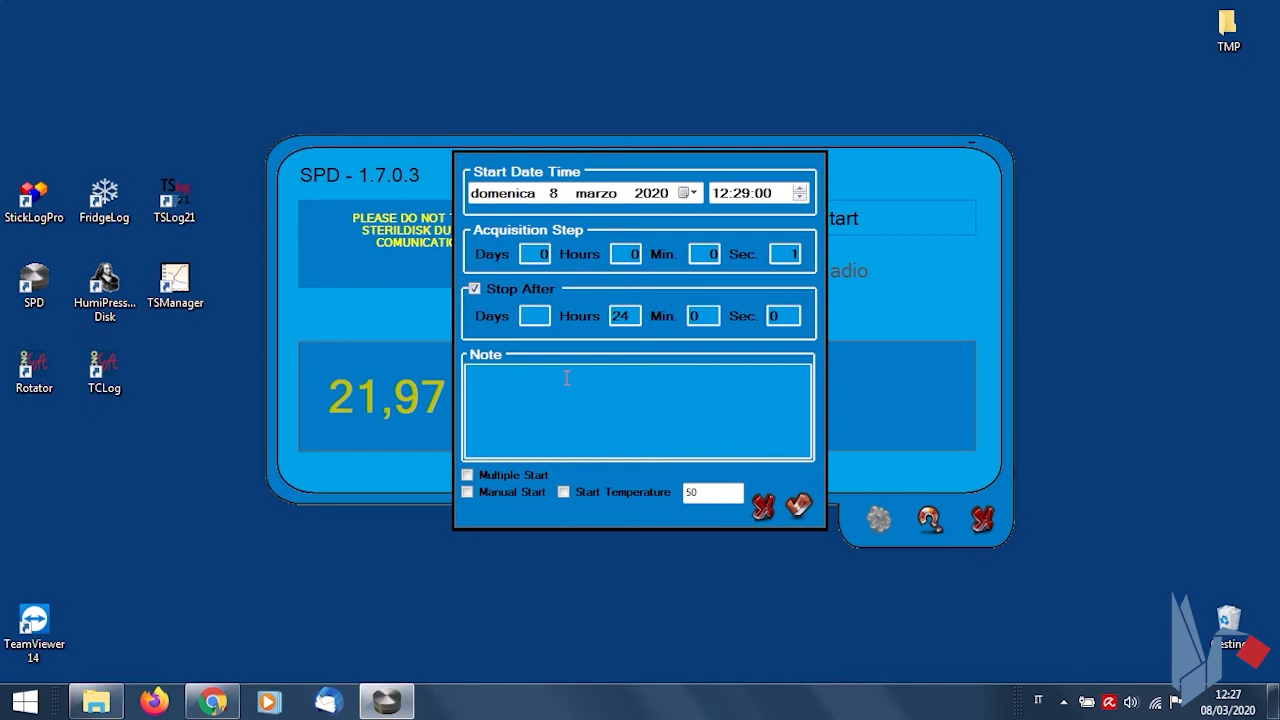 TMP
SPD - 1.7.0.3
Start Date Time
domenica 8 marzo 2020
12:29:00
StickLogPro
FridgeLog
TSLog21
PLEASE DO NOT
STERILDISK DU
COMUNICATIO
tart
Acquisition Step
Days 0 Hours 0 Min. 0 Sec. 1
adio
Stop After
Days Hours 24 Min. 0 Sec. 0
SPD
HumiPress...
Disk
TSManager
Note
Rotator
TCLog
21,97
Multiple Start
Manual Start
Start Temperature
50
TeamViewer
14
IT
12:27
08/03/2020